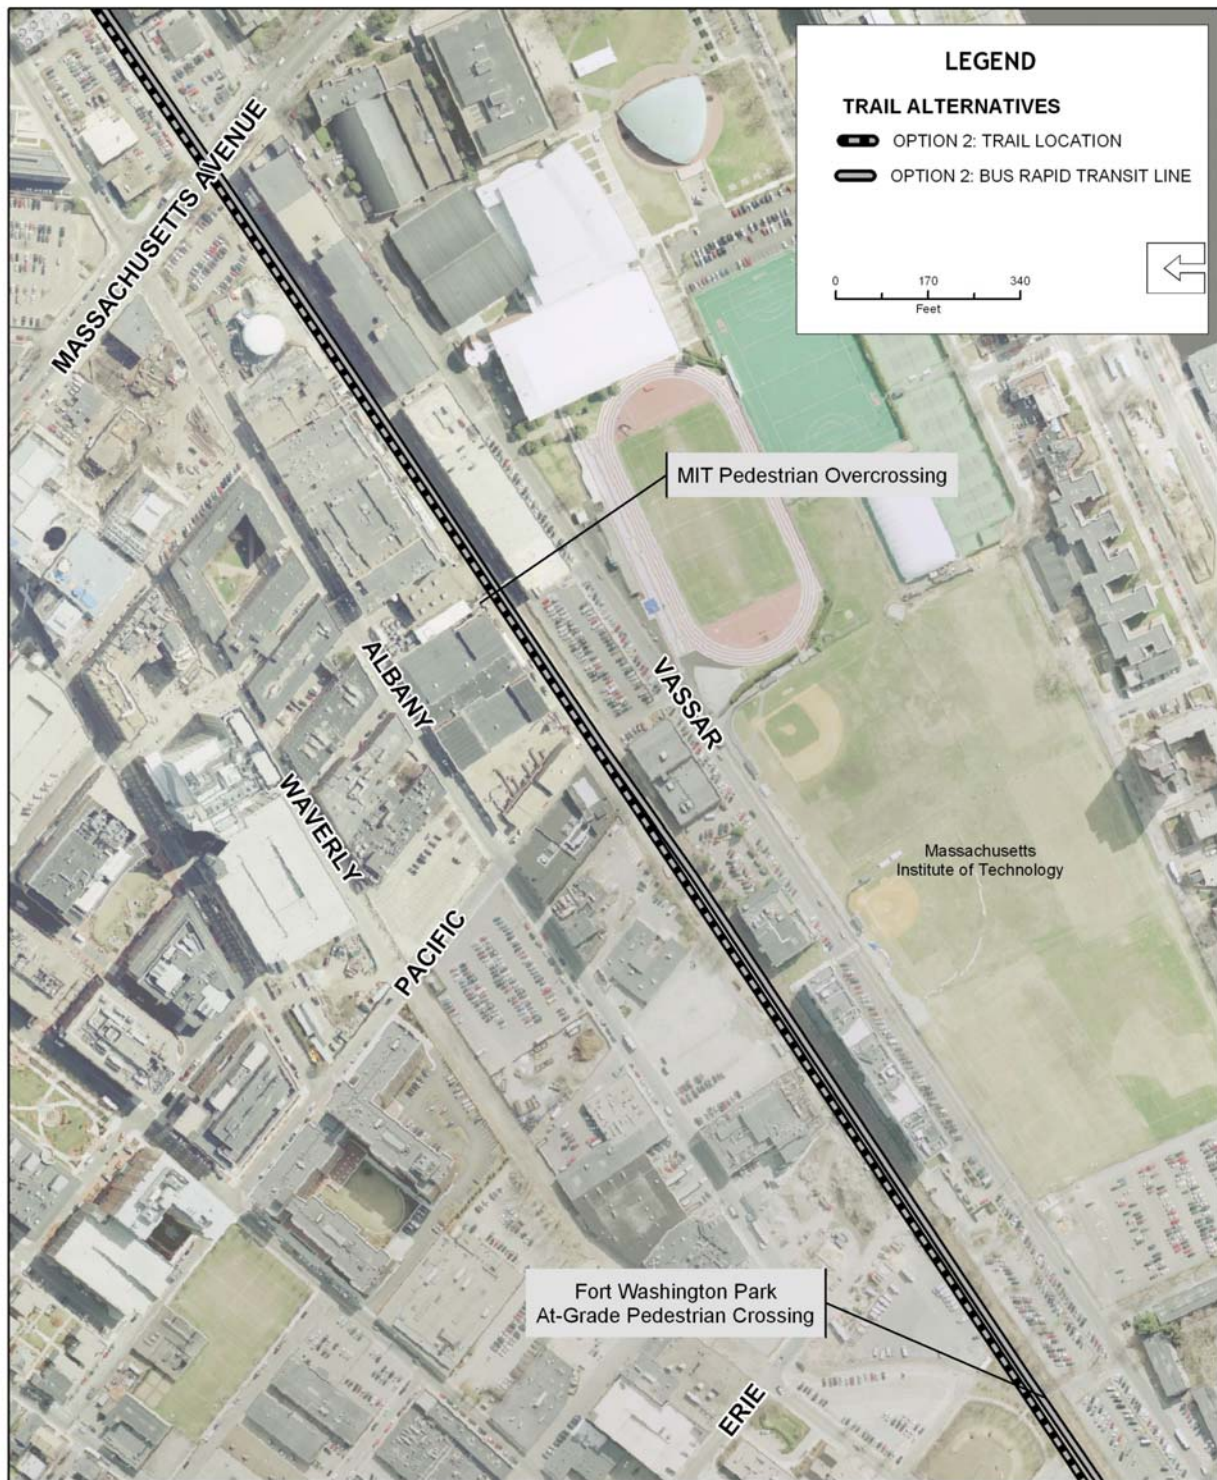 LEGEND
TRAIL ALTERNATIVES
OPTION 2: TRAIL LOCATION
OPTION 2: BUS RAPID TRANSIT LINE
0 170 340
Feet
MASSACHUSETTS AVENUE
MIT Pedestrian Overcrossing
ALBANY
VASSAR
WAVERLY
Massachusetts
Institute of Technology
PACIFIC
Fort Washington Park
At-Grade Pedestrian Crossing
ERIE